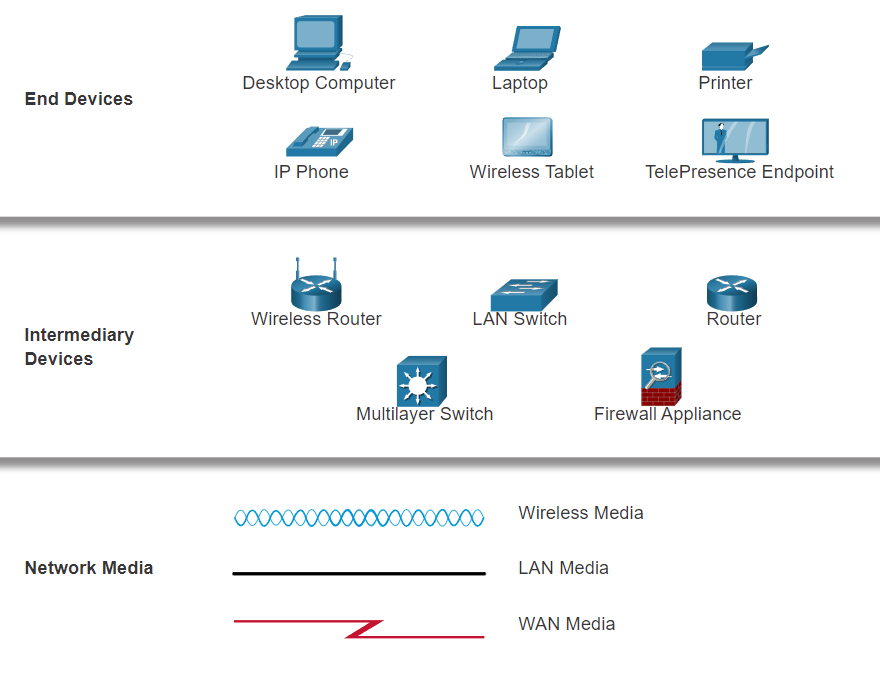 Desktop Computer
Laptop
Printer
End Devices
IP
IP Phone
Wireless Tablet
TelePresence Endpoint
Wireless Router
LAN Switch
Router
Intermediary
Devices
Multilayer Switch
Firewall Appliance
Wireless Media
Network Media
LAN Media
WAN Media